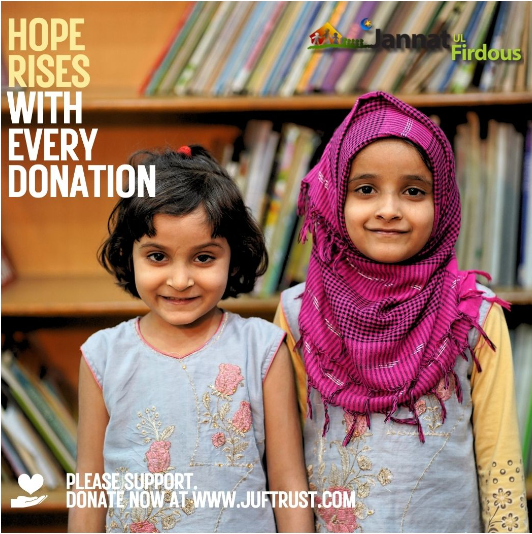 HOPE
RISES
WITH
EVERY
DONATION
Jannat
UL
Firdous
PLEASE SUPPORT.
DONATE NOW AT WWW.JUFTRUST.COM